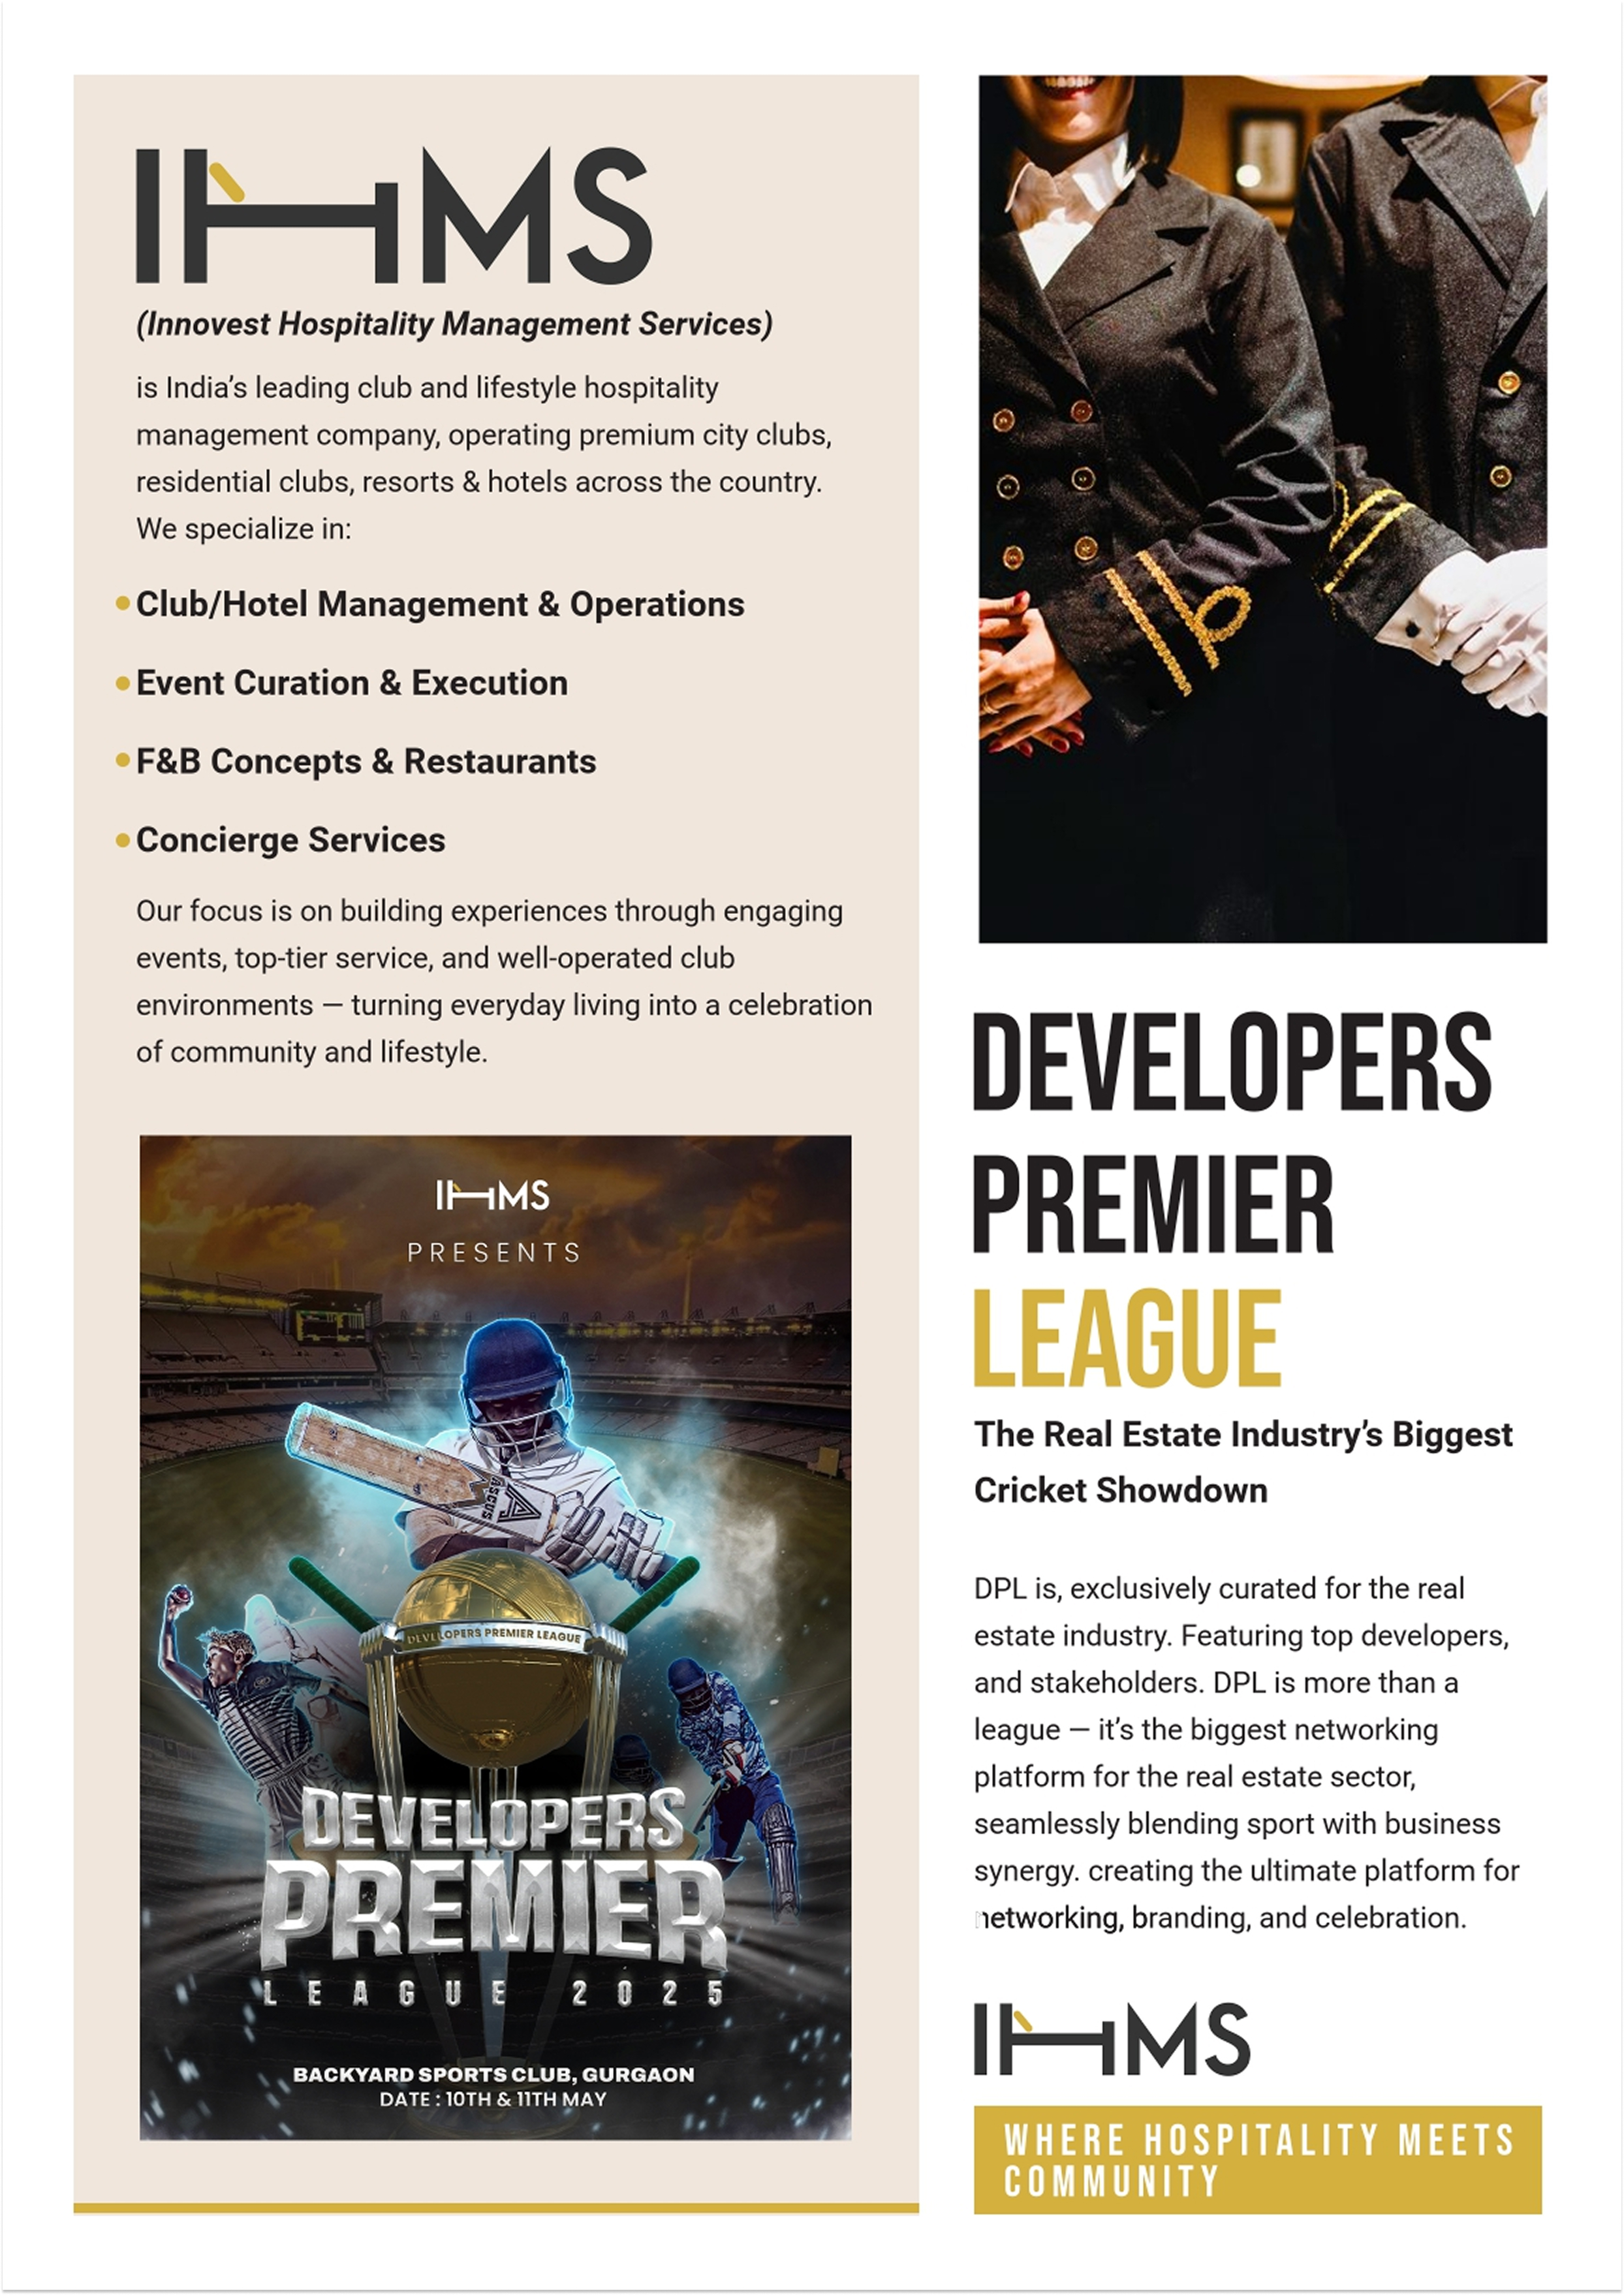 IHMS
(Innovest Hospitality Management Services)
is India's leading club and lifestyle hospitality
management company, operating premium city clubs,
residential clubs, resorts & hotels across the country.
We specialize in:
Club/Hotel Management & Operations
Event Curation & Execution
F&B Concepts & Restaurants
Concierge Services
Our focus is on building experiences through engaging
events, top-tier service, and well-operated club
environments — turning everyday living into a celebration
of community and lifestyle.
IHMS
PRESENTS
ASCUS
DEVELOPERS PREMIER LEAGUE
DEVELOPERS
PREMIER
LEAGUE 2025
BACKYARD SPORTS CLUB, GURGAON
DATE : 10TH & 11TH MAY
DEVELOPERS
PREMIER
LEAGUE
The Real Estate Industry's Biggest
Cricket Showdown
DPL is, exclusively curated for the real
estate industry. Featuring top developers,
and stakeholders. DPL is more than a
league — it's the biggest networking
platform for the real estate sector,
seamlessly blending sport with business
synergy. creating the ultimate platform for
networking, branding, and celebration.
IHMS
WHERE HOSPITALITY MEETS
COMMUNITY